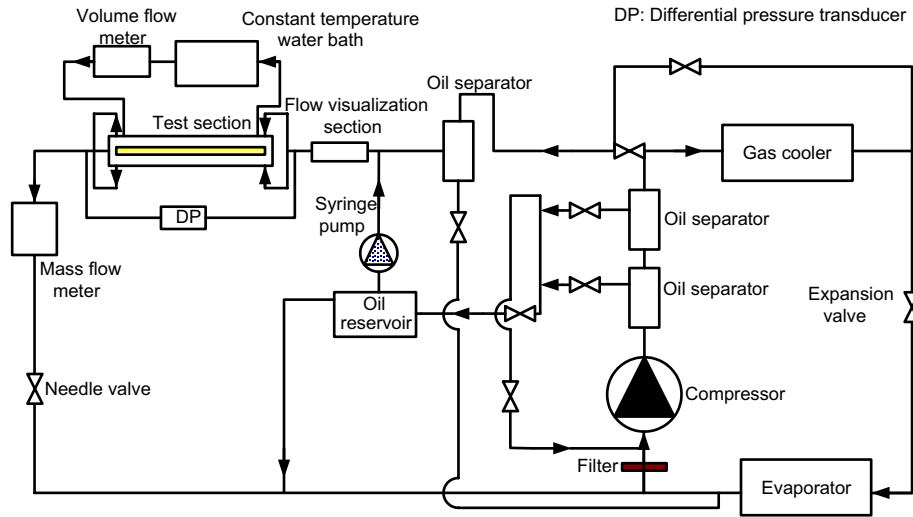 Volume flow
meter
Constant temperature
water bath
DP: Differential pressure transducer
Oil separator
Flow visualization
section
Test section
Gas cooler
DP
Syringe
pump
Oil separator
Mass flow
meter
Oil
reservoir
Oil separator
Expansion
valve
Needle valve
Compressor
Filter
Evaporator